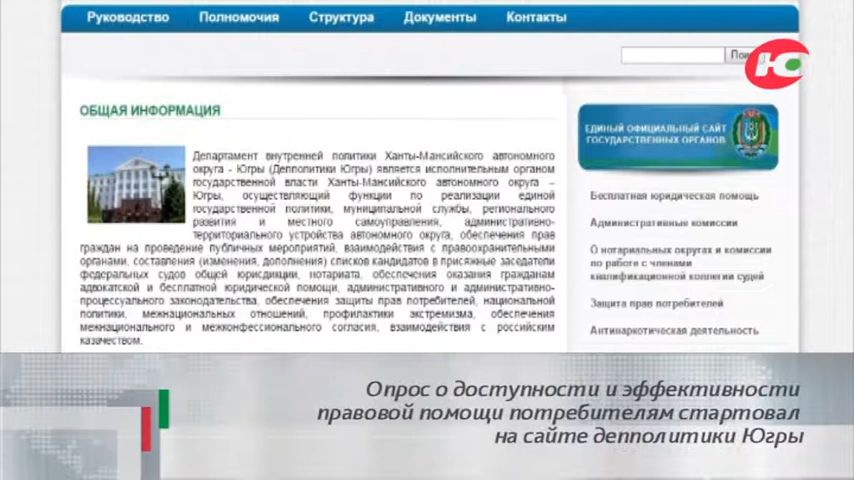 Руководство Полномочия Структура Документы Контакты
Ю
ОБЩАЯ ИНФОРМАЦИЯ
Департамент внутренней политики Ханты-Мансийского автономного
округа - Югры (Депполитики Югры) является исполнительным органом
государственной власти Ханты-Мансийского автономного округа –
Югры, осуществляющий функции по реализации единой
государственной политики, муниципальной службы, регионального
развития и местного самоуправления, административно-
территориального устройства автономного округа, обеспечения прав
граждан на проведение публичных мероприятий, взаимодействия с правоохранительными
органами, составления (изменения, дополнения) списков кандидатов в присяжные заседатели
федеральных судов общей юрисдикции, нотариата, обеспечения оказания гражданам
адвокатской и бесплатной юридической помощи, административного и административно-
процессуального законодательства, обеспечения защиты прав потребителей, национальной
политики, межнациональных отношений, профилактики экстремизма, обеспечения
межнационального и межконфессионального согласия, взаимодействия с российским
казачеством.
ЕДИНЫЙ ОФИЦИАЛЬНЫЙ САЙТ
ГОСУДАРСТВЕННЫХ ОРГАНОВ
Бесплатная юридическая помощь
Административные комиссии
О нотариальных округах и комиссии
по работе с членами
квалификационной коллегии судей
Защита прав потребителей
Антинаркотическая деятельность
Опрос о доступности и эффективности
правовой помощи потребителям стартовал
на сайте депполитики Югры